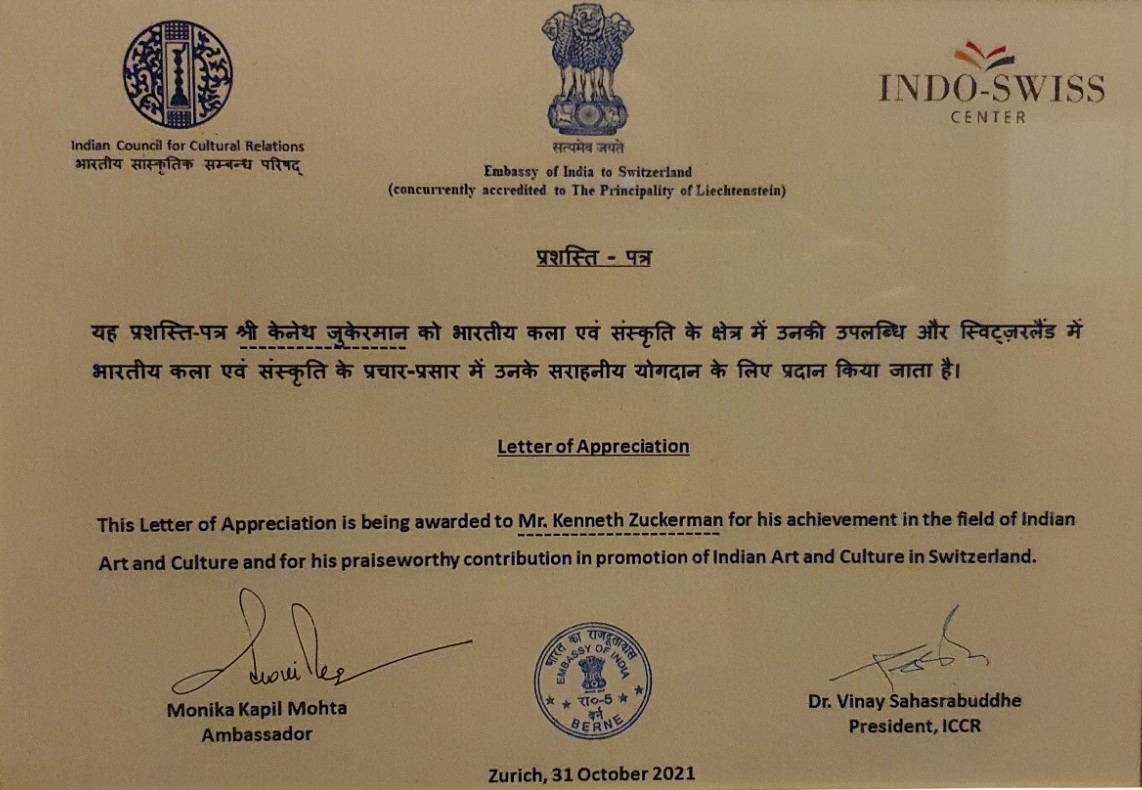 Indian Council for Cultural Relations
भारतीय सांस्कृतिक सम्बन्ध परिषद्
सत्यमेव जयते
Embassy of India to Switzerland
(concurrently accredited to The Principality of Liechtenstein)
INDO-SWISS
CENTER
प्रशस्ति - पत्र
यह प्रशस्ति-पत्र श्री केनेथ ज़ुकेरमान को भारतीय कला एवं संस्कृति के क्षेत्र में उनकी उपलब्धि और स्विट्ज़रलैंड में
भारतीय कला एवं संस्कृति के प्रचार-प्रसार में उनके सराहनीय योगदान के लिए प्रदान किया जाता है।
Letter of Appreciation
This Letter of Appreciation is being awarded to Mr. Kenneth Zuckerman for his achievement in the field of Indian
Art and Culture and for his praiseworthy contribution in promotion of Indian Art and Culture in Switzerland.
Monika Kapil Mohta
Ambassador
भारत का राजदूतावास
EMBASSY OF INDIA
रा०-5
बर्न
BERNE
Dr. Vinay Sahasrabuddhe
President, ICCR
Zurich, 31 October 2021